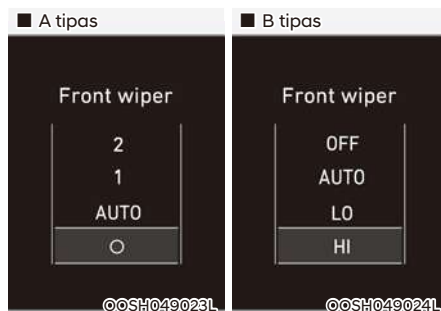 ■ A tipas
Front wiper
2
1
AUTO
O
OOSH049023L
■ B tipas
Front wiper
OFF
AUTO
LO
HI
OOSH049024L